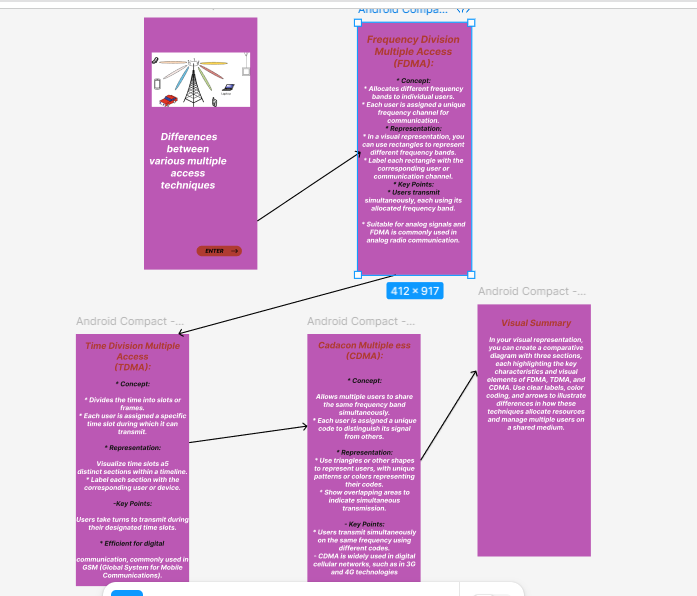 Android Compa...
Differences
between
various multiple
access
techniques
ENTER
Frequency Division
Multiple Access
(FDMA):
* Concept:
* Allocates different frequency
bands to individual users.
* Each user is assigned a unique
frequency channel for
communication.
* Representation:
* In a visual representation, you
can use rectangles to represent
different frequency bands.
* Label each rectangle with the
corresponding user or
communication channel.
* Key Points:
* Users transmit
simultaneously, each using its
allocated frequency band.
* Suitable for analog signals and
FDMA is commonly used in
analog radio communication.
412 × 917
Android Compact -...
Time Division Multiple
Access
(TDMA):
* Concept:
* Divides the time into slots or
frames.
* Each user is assigned a specific
time slot during which it can
transmit.
* Representation:
Visualize time slots a5
distinct sections within a timeline.
* Label each section with the
corresponding user or device.
-Key Points:
Users take turns to transmit during
their designated time slots.
* Efficient for digital
communication, commonly used in
GSM (Global System for Mobile
Communications).
Android Compact -...
Cadacon Multiple ess
(CDMA):
* Concept:
Allows multiple users to share
the same frequency band
simultaneously.
* Each user is assigned a unique
code to distinguish its signal
from others.
* Representation:
* Use triangles or other shapes
to represent users, with unique
patterns or colors representing
their codes.
* Show overlapping areas to
indicate simultaneous
transmission.
- Key Points:
* Users transmit simultaneously
on the same frequency using
different codes.
- CDMA is widely used in digital
cellular networks, such as in 3G
and 4G technologies
Android Compact -...
Visual Summary
In your visual representation,
you can create a comparative
diagram with three sections,
each highlighting the key
characteristics and visual
elements of FDMA, TDMA, and
CDMA. Use clear labels, color
coding, and arrows to illustrate
differences in how these
techniques allocate resources
and manage multiple users on
a shared medium.